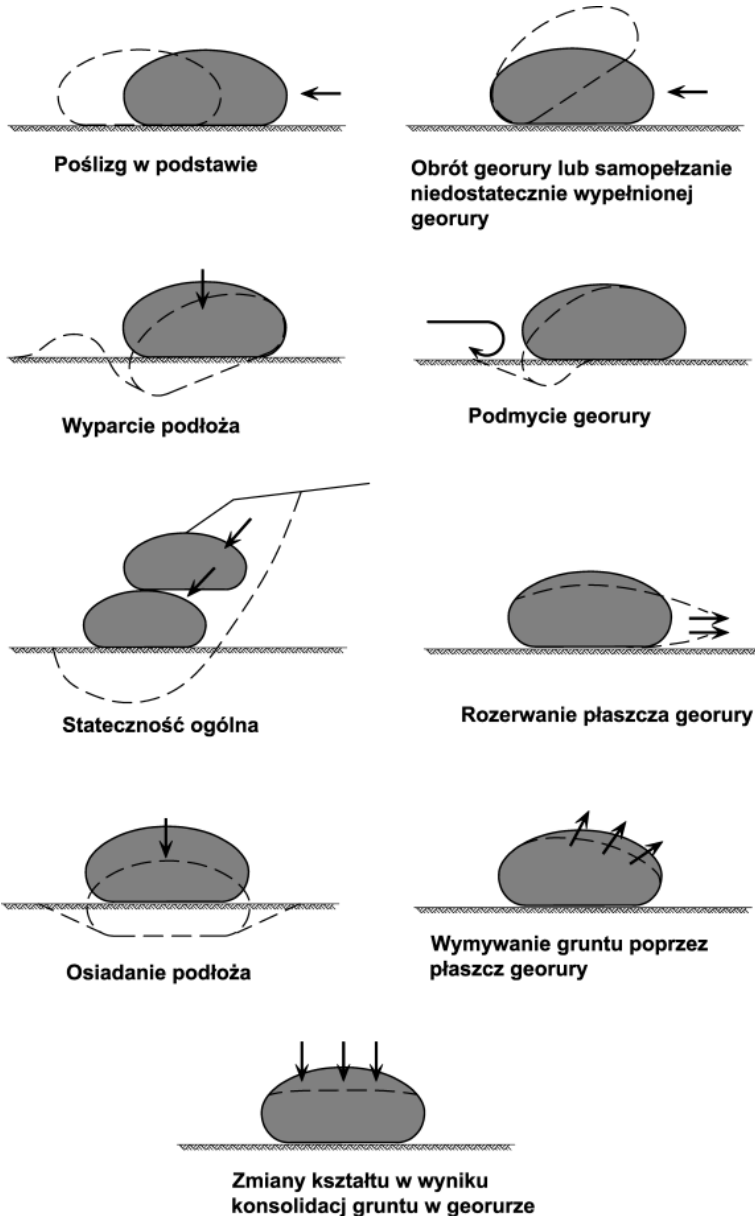 Poślizg w podstawie
Obrót georury lub samopełzanie
niedostatecznie wypełnionej
georury
Wyparcie podłoża
Podmycie georury
Stateczność ogólna
Rozerwanie płaszcza georury
Osiadanie podłoża
Wymywanie gruntu poprzez
płaszcz georury
Zmiany kształtu w wyniku
konsolidacj gruntu w georurze